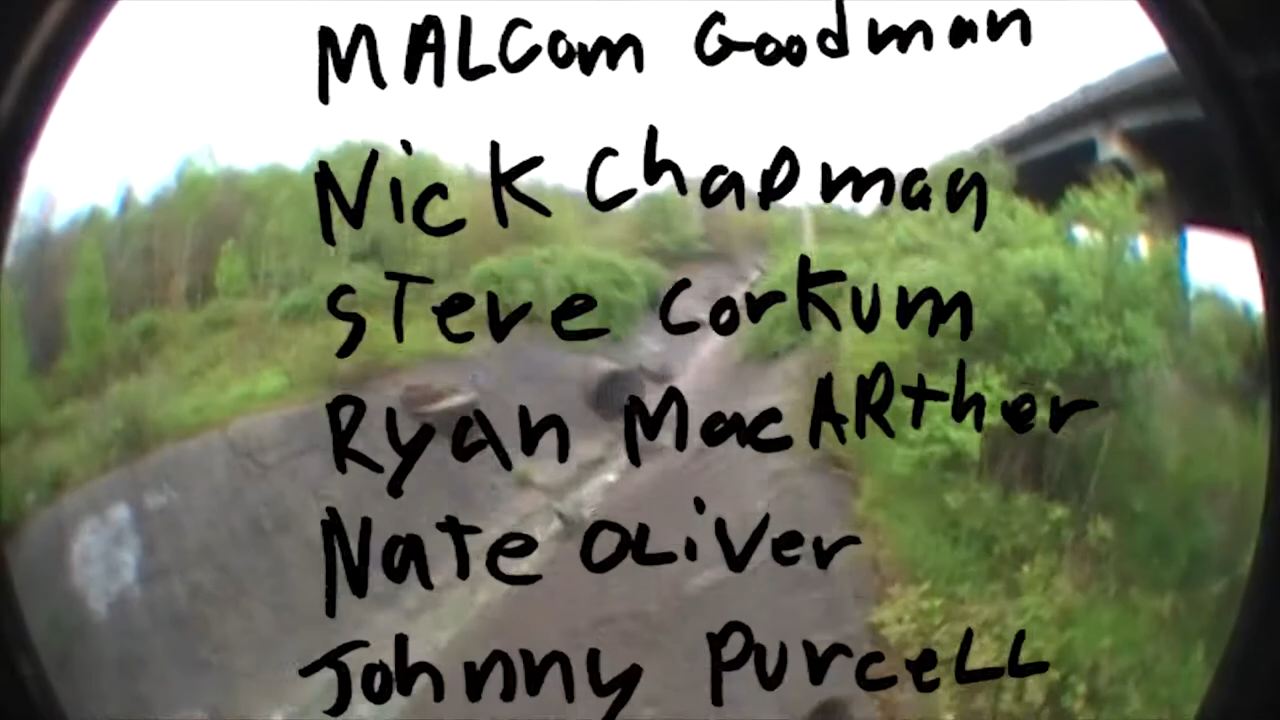 MALCom Goodman
Nick Chapman
STeve CorKum
Ryan MacARther
NaTe OLiVer
Johnny PurceLL